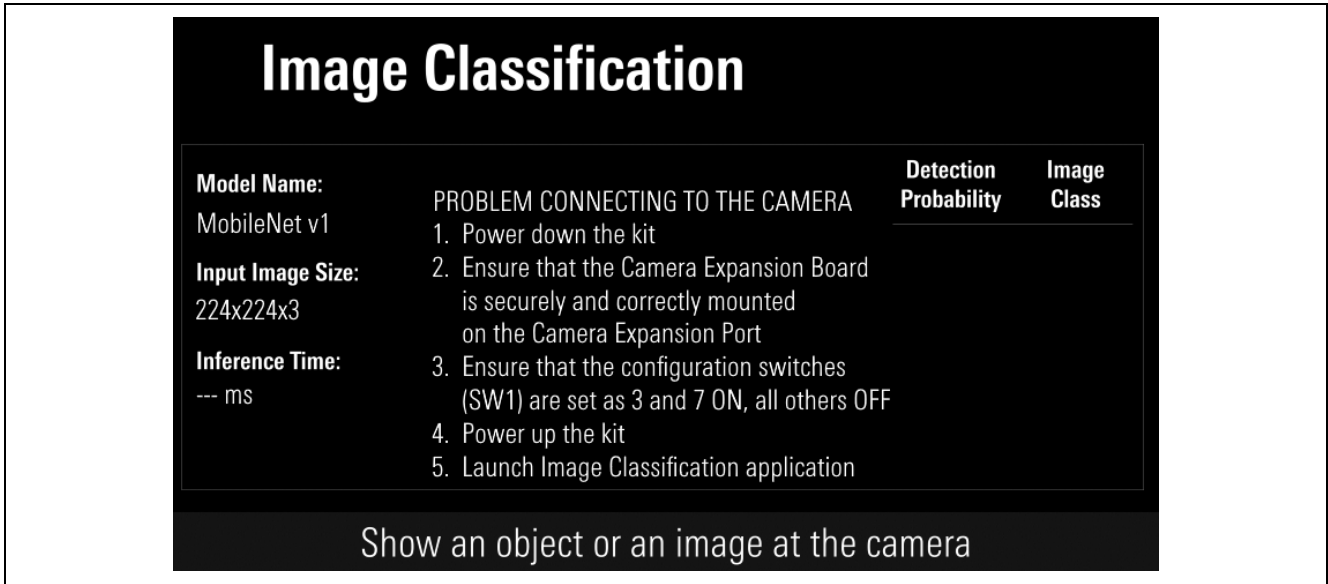 Image Classification
Model Name:
MobileNet v1
Input Image Size:
224x224x3
Inference Time:
--- ms
PROBLEM CONNECTING TO THE CAMERA
1. Power down the kit
2. Ensure that the Camera Expansion Board
is securely and correctly mounted
on the Camera Expansion Port
3. Ensure that the configuration switches
(SW1) are set as 3 and 7 ON, all others OFF
4. Power up the kit
5. Launch Image Classification application
Detection Image
Probability Class
Show an object or an image at the camera